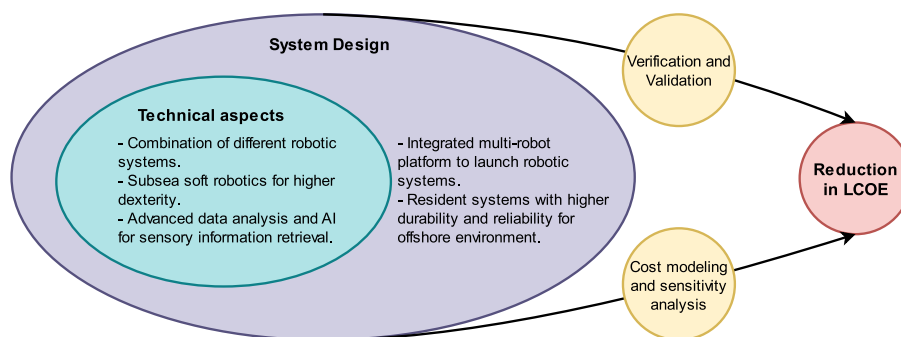 System Design
Technical aspects
- Combination of different robotic
systems.
- Subsea soft robotics for higher
dexterity.
- Advanced data analysis and AI
for sensory information retrieval.
- Integrated multi-robot
platform to launch robotic
systems.
- Resident systems with higher
durability and reliability for
offshore environment.
Verification and
Validation
Cost modeling
and sensitivity
analysis
Reduction
in LCOE